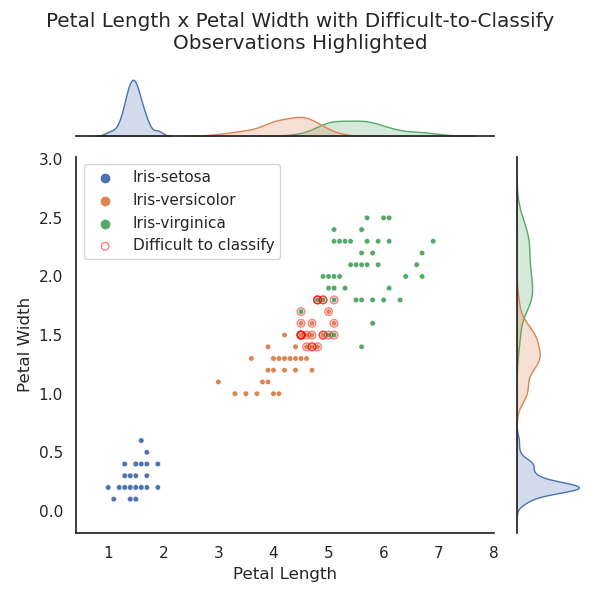 Petal Length x Petal Width with Difficult-to-Classify
Observations Highlighted
3.0
2.5
2.0
1.5
1.0
0.5
0.0
Petal Width
Iris-setosa
Iris-versicolor
Iris-virginica
Difficult to classify
1 2 3 4 5 6 7 8
Petal Length